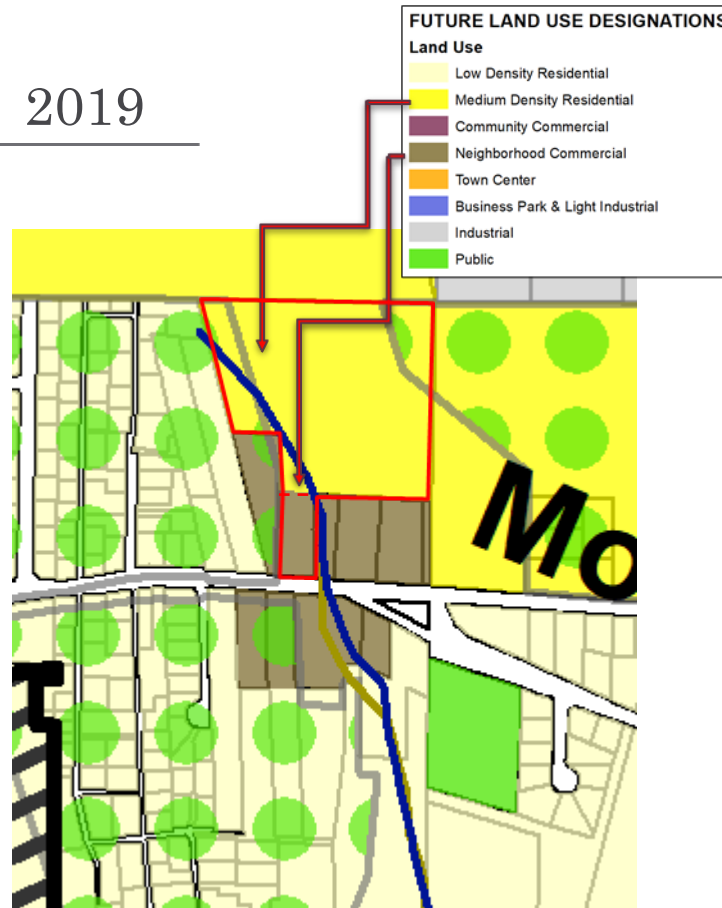 FUTURE LAND USE DESIGNATIONS
Land Use
Low Density Residential
Medium Density Residential
Community Commercial
Neighborhood Commercial
Town Center
Business Park & Light Industrial
Industrial
Public
2019
Mo